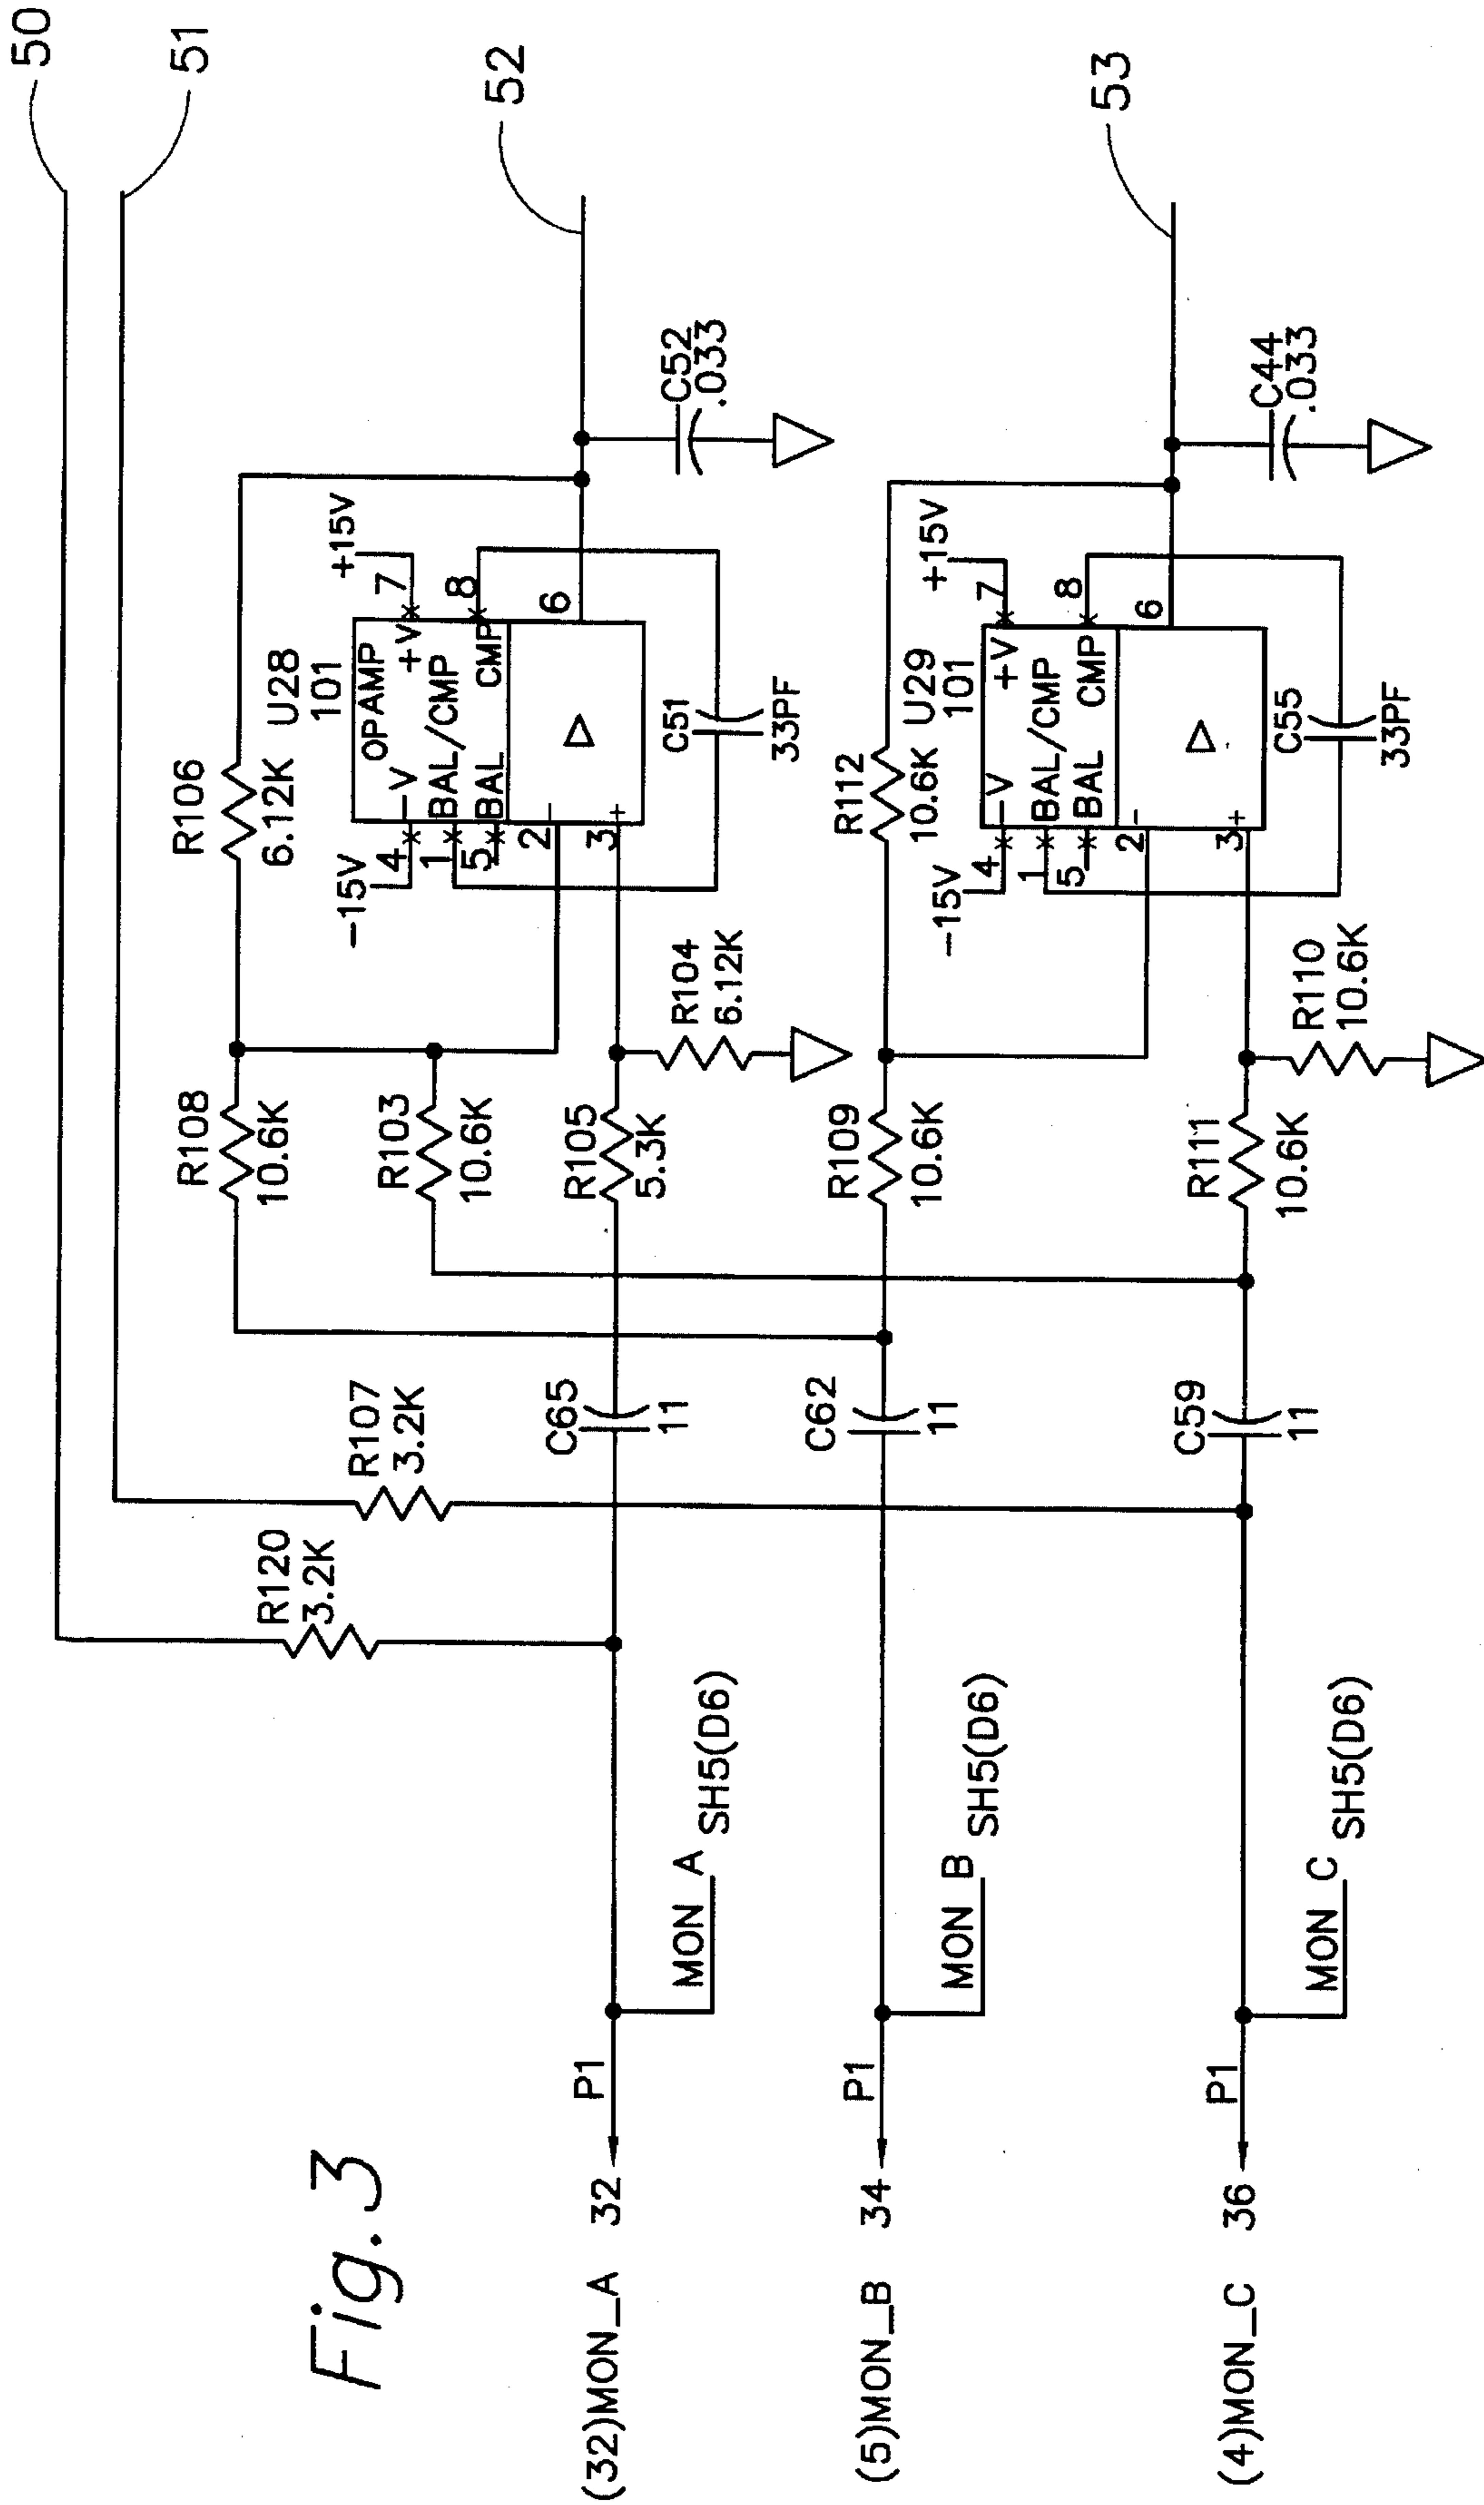 Fig. 3
50
51
R120
3.2K
R107
3.2K
R108
10.6K
R106
6.12K
U28
101
OPAMP
-V
+V
BAL/CMP
BAL
CMP
-15V
4
1
5
2
3
+15V
7
8
6
-
+
52
R103
10.6K
(32)MON_A
32
P1
MON A
SH5(D6)
C65
11
R105
5.3K
R104
6.12K
C51
33PF
C52
.033
(5)MON_B
34
P1
MON B
SH5(D6)
C62
11
R109
10.6K
R112
10.6K
U29
101
-V
+V
BAL/CMP
BAL
CMP
-15V
4
1
5
2
3
+15V
7
8
6
-
+
53
(4)MON_C
36
P1
MON C
SH5(D6)
C59
11
R111
10.6K
R110
10.6K
C55
33PF
C44
.033